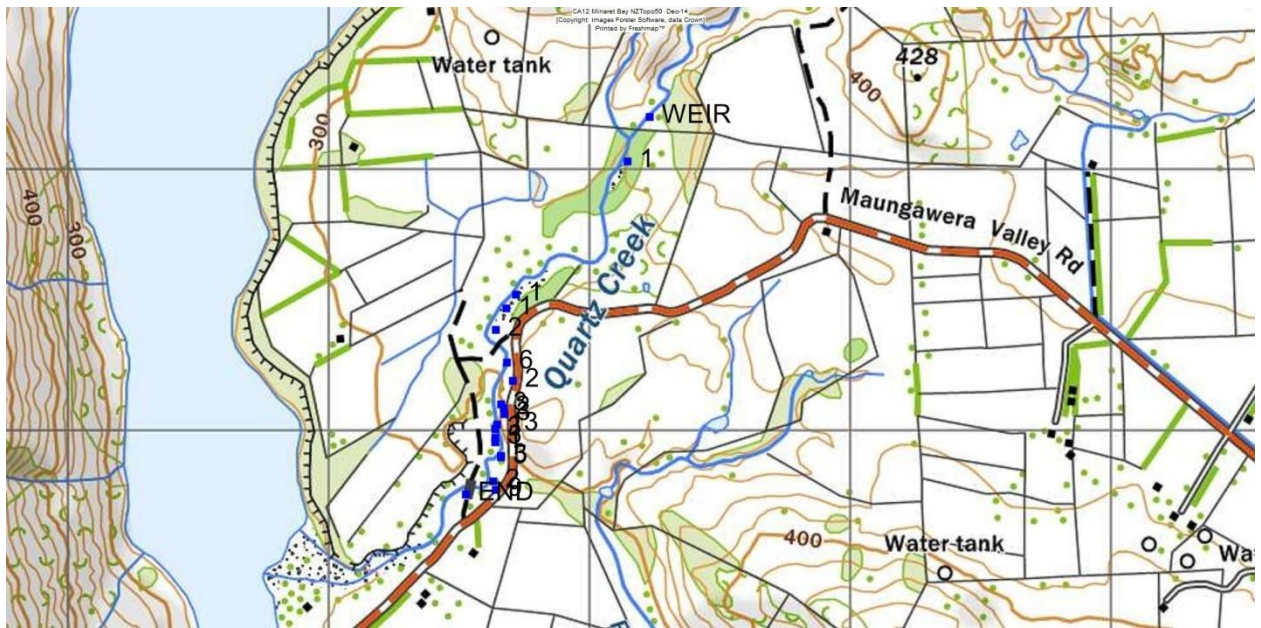 CA12 Minaret Bay NZTopo50 Dec-14
[Copyright: Images Forster Software, data Crown]
Printed by Freshmap™
Water tank
428
400
WEIR
300
1
400
300
Maungawera Valley Rd
Quartz Creek
1
1
2
6
2
3
END
400
Water tank
Wa